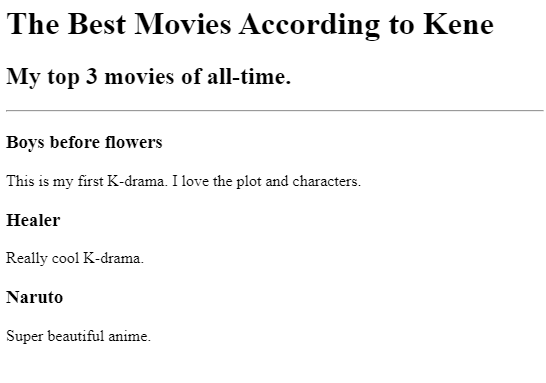 The Best Movies According to Kene
My top 3 movies of all-time.
Boys before flowers
This is my first K-drama. I love the plot and characters.
Healer
Really cool K-drama.
Naruto
Super beautiful anime.